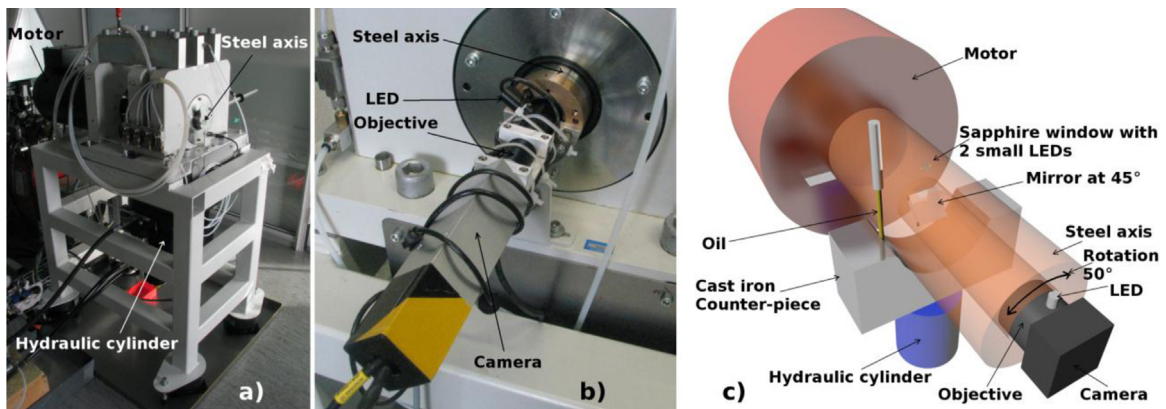 Motor
Steel axis
Hydraulic cylinder
a)
Steel axis
LED
Objective
Camera
b)
c)
Motor
Sapphire window with
2 small LEDs
Mirror at 45°
Oil
Steel axis
Rotation
50°
LED
Cast iron
Counter-piece
Hydraulic cylinder
Objective
Camera